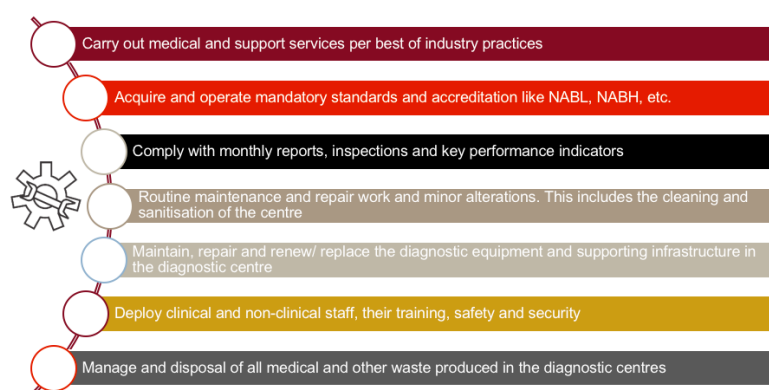 Carry out medical and support services per best of industry practices
Acquire and operate mandatory standards and accreditation like NABL, NABH, etc.
Comply with monthly reports, inspections and key performance indicators
Routine maintenance and repair work and minor alterations. This includes the cleaning and
sanitisation of the centre
Maintain, repair and renew/ replace the diagnostic equipment and supporting infrastructure in
the diagnostic centre
Deploy clinical and non-clinical staff, their training, safety and security
Manage and disposal of all medical and other waste produced in the diagnostic centres